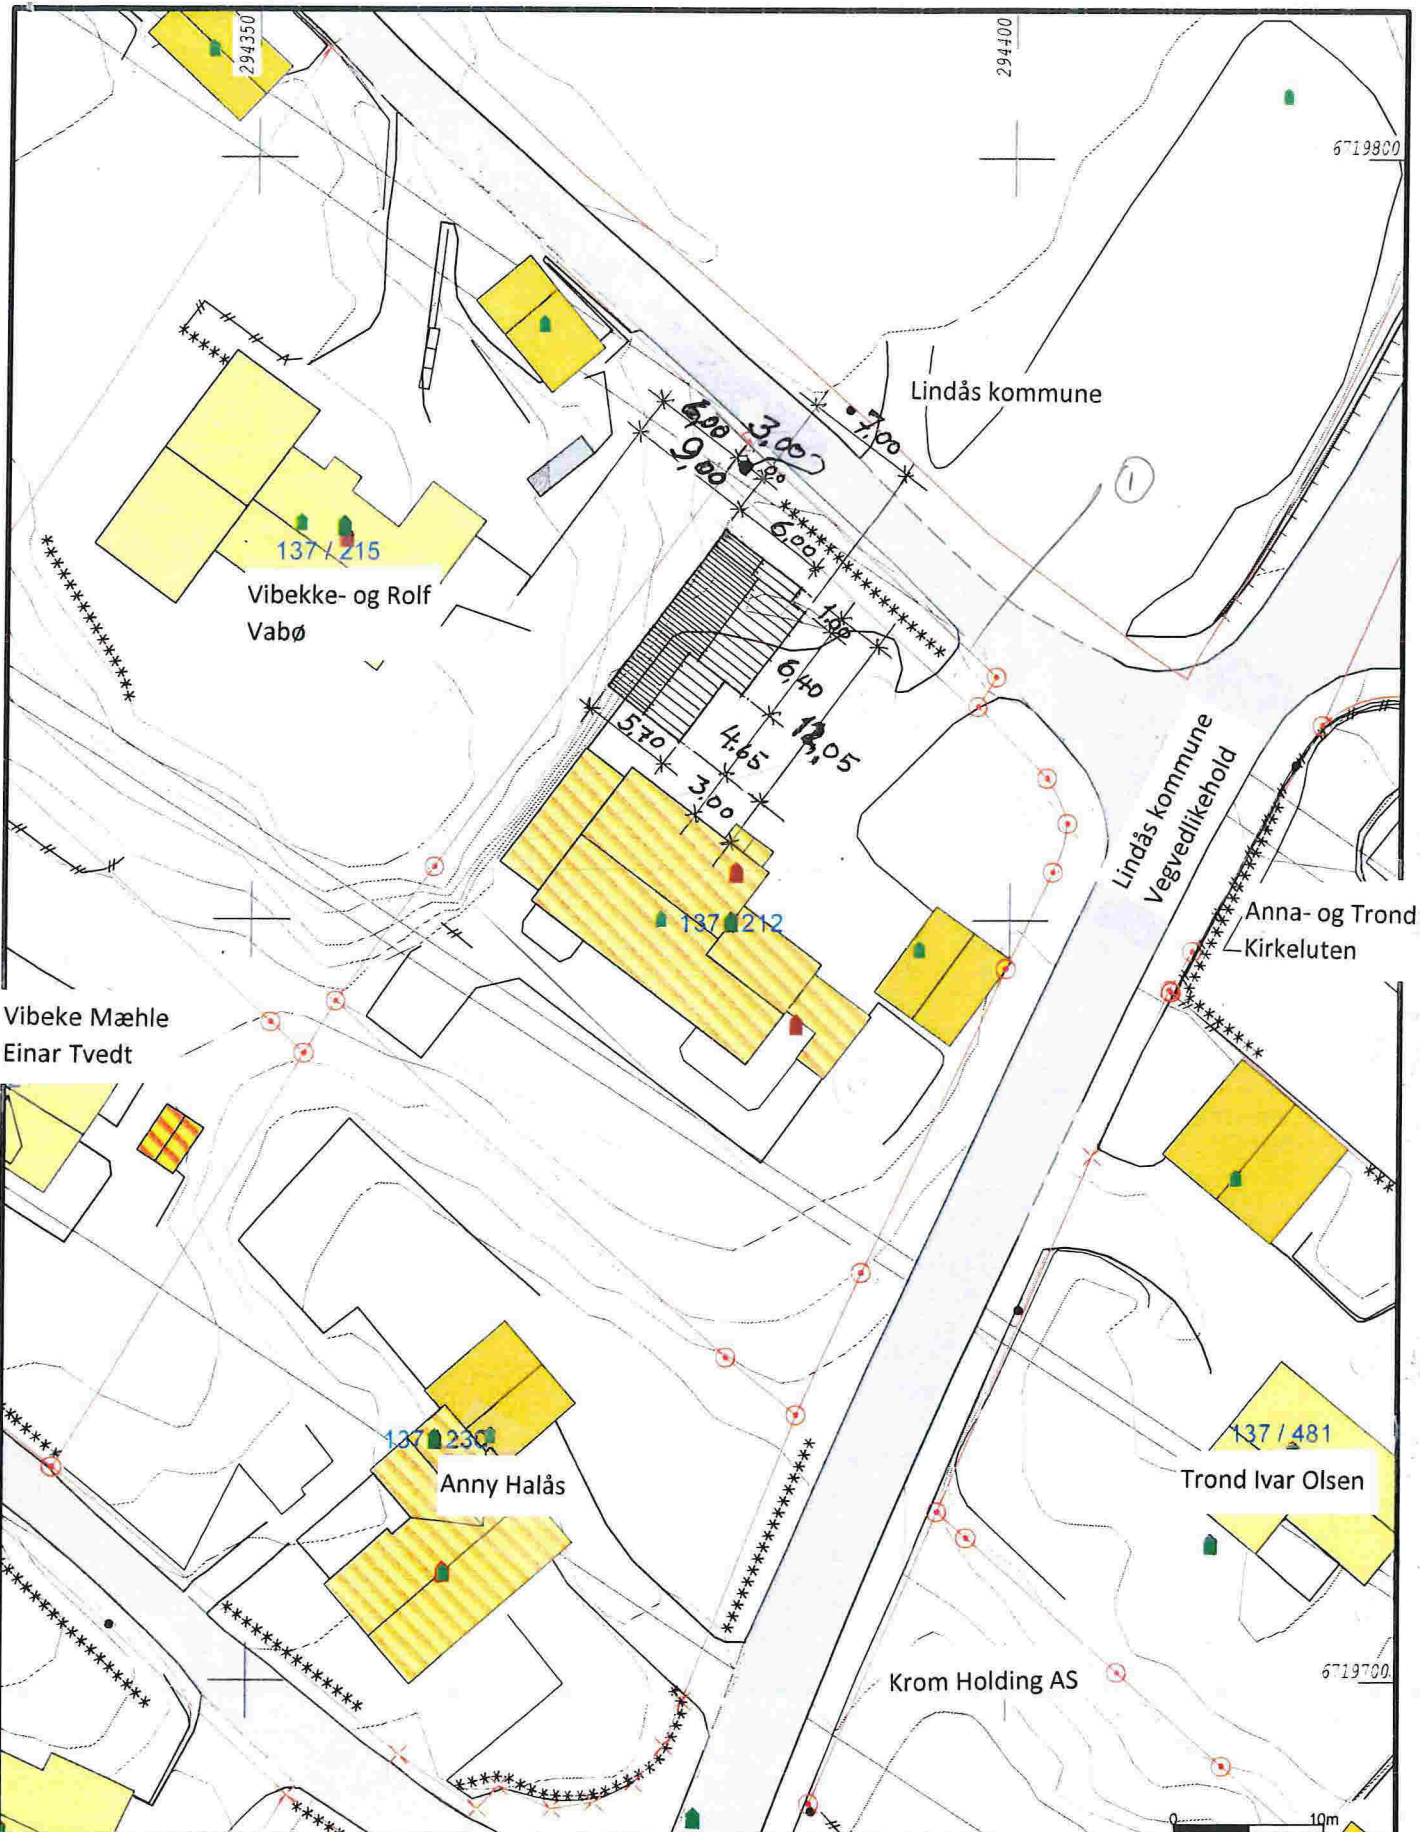 294350
294400
6719800
Lindås kommune
6,00
3,00
7,00
9,00
1
6,00
137 / 215
Vibekke- og Rolf
Vabø
1.00
6,40
5,70
4.65
3,00
Lindås kommune
Vegvedlikehold
137 / 212
Anna- og Trond
Kirkeluten
Vibeke Mæhle
Einar Tvedt
137 / 230
Anny Halås
137 / 481
Trond Ivar Olsen
Krom Holding AS
6719700
0 10m